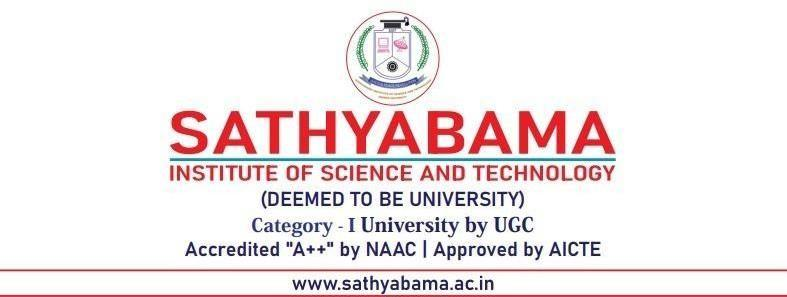 SATHYABAMA
INSTITUTE OF SCIENCE AND TECHNOLOGY
(DEEMED TO BE UNIVERSITY)
Category - I University by UGC
Accredited "A++" by NAAC | Approved by AICTE
www.sathyabama.ac.in